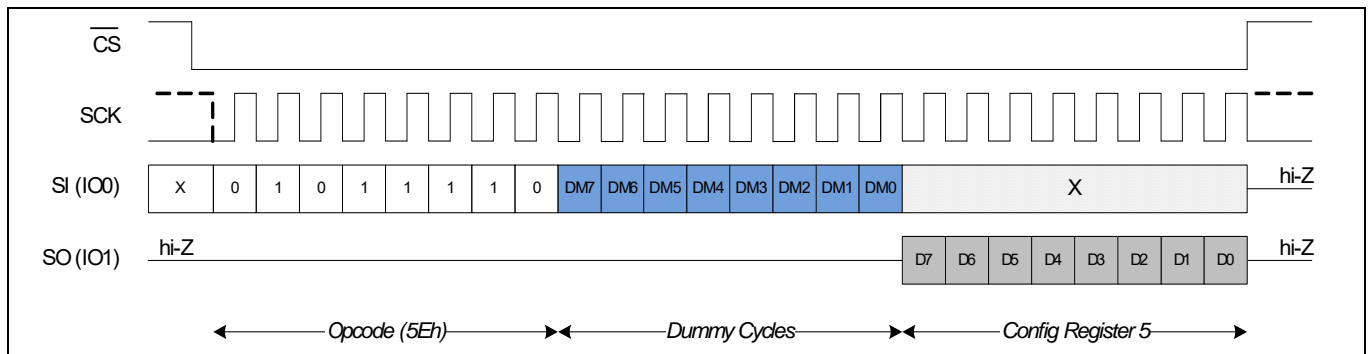 CS
SCK
SI (IO0) X 0 1 0 1 1 1 1 0 DM7 DM6 DM5 DM4 DM3 DM2 DM1 DM0 X hi-Z
SO (IO1) hi-Z D7 D6 D5 D4 D3 D2 D1 D0 hi-Z
Opcode (5Eh) Dummy Cycles Config Register 5